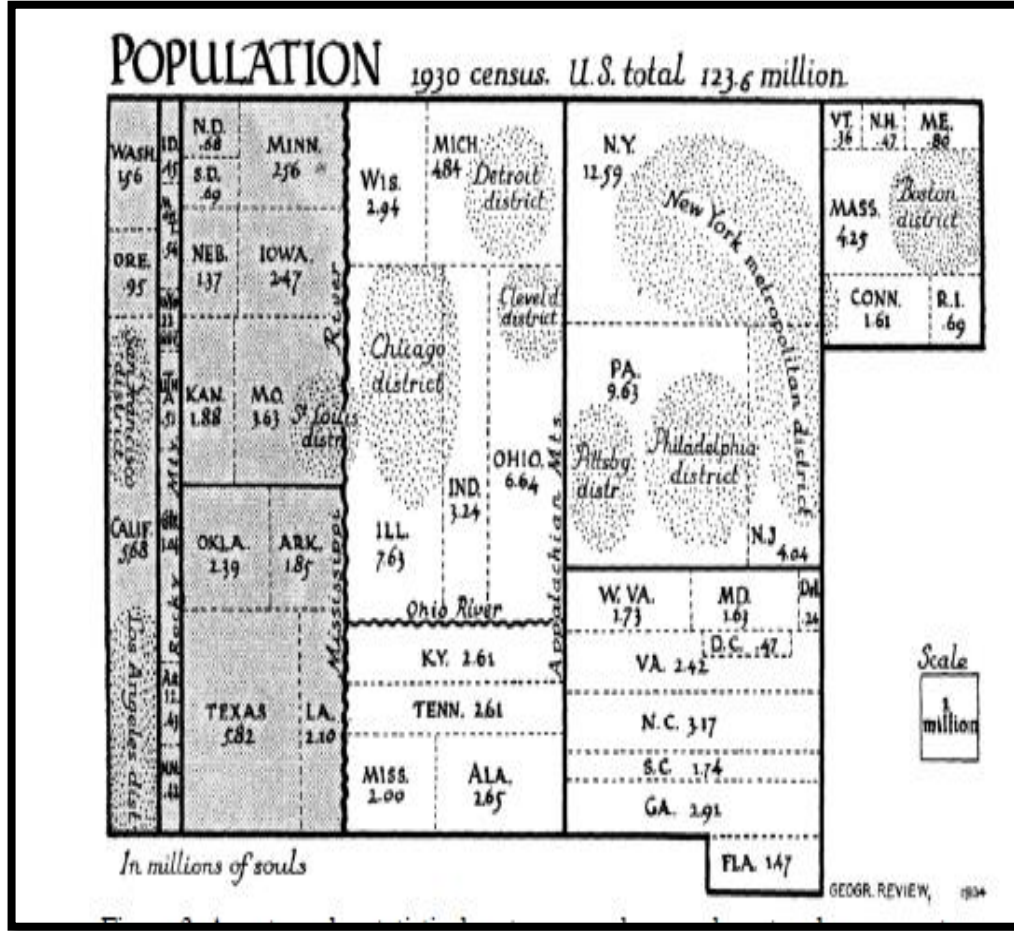 POPULATION 1930 census. U.S. total 123.6 million
WASH.
1.56
ORE.
.95
San Francisco
district
CALIF.
5.68
Los Angeles dist.
ID.
.45
Rocky Mts
N.D.
.68
S.D.
.69
MINN.
2.56
NEB.
1.37
IOWA.
2.47
KAN.
1.88
MO.
3.63
St. Louis
distr.
OKLA.
2.39
ARK.
1.85
TEXAS
5.82
LA.
2.10
Mississippi River
WIS.
2.94
MICH.
4.84
Detroit
district
Chicago
district
Cleveld
district
ILL.
7.63
IND.
3.24
OHIO.
6.64
Ohio River
KY. 2.61
TENN. 2.61
MISS.
2.00
ALA.
2.65
Appalachian Mts.
N.Y.
12.59
New York metropolitan district
PA.
9.63
Pittsbg
distr.
Philadelphia
district
N.J
4.04
W. VA.
1.73
MD.
1.63
Del.
.24
D.C. .47
VA. 2.42
N.C. 3.17
S.C. 1.74
GA. 2.91
FLA. 1.47
VT.
.36
N.H.
.47
ME.
.80
MASS.
4.25
Boston
district
CONN.
1.61
R.I.
.69
Scale
1
million
In millions of souls
GEOGR. REVIEW, 1934